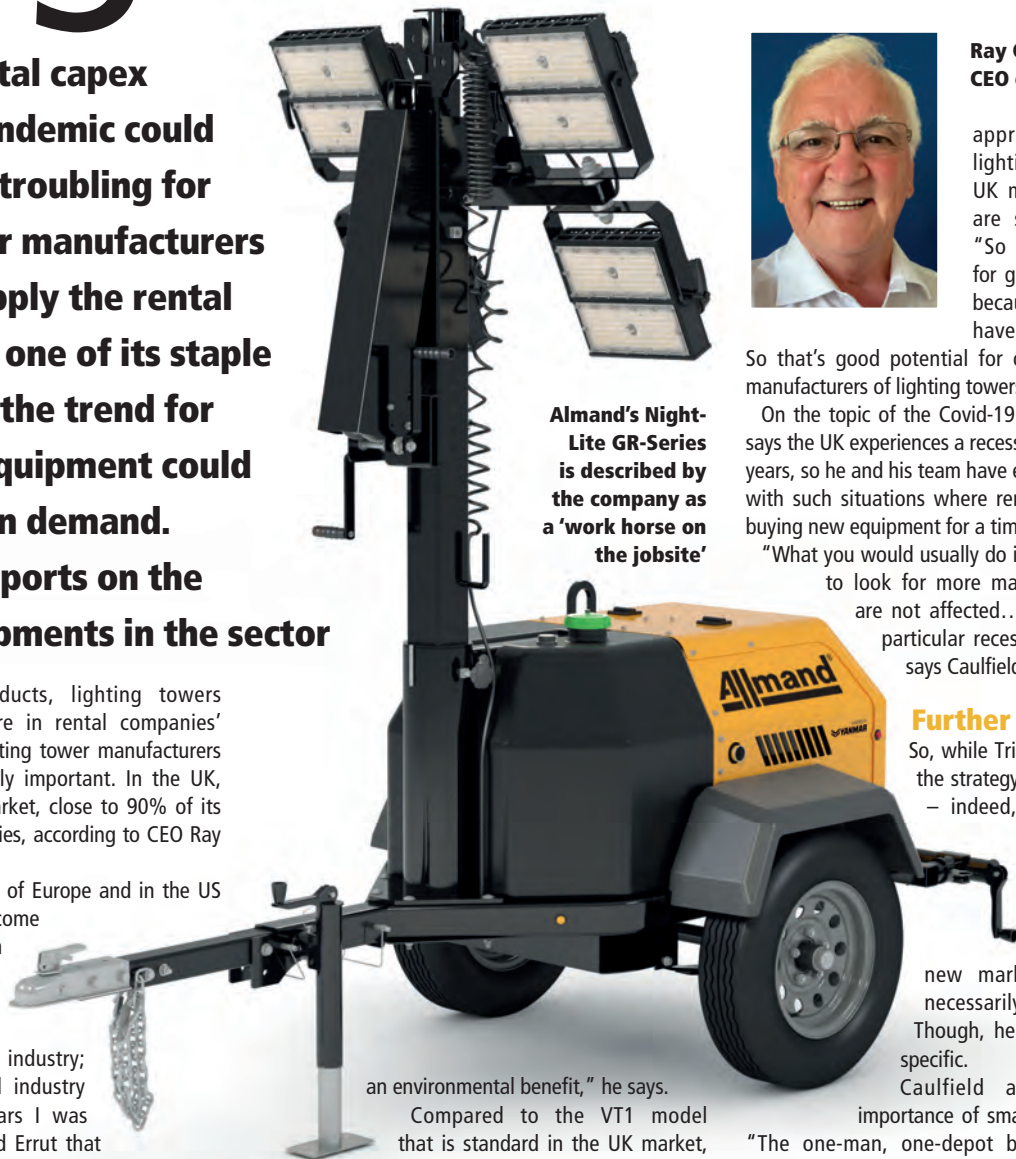 tal capex
ndemic could
troubling for
r manufacturers
pply the rental
one of its staple
the trend for
quipment could
n demand.
ports on the
pments in the sector
ducts, lighting towers
re in rental companies’
ting tower manufacturers
ly important. In the UK,
arket, close to 90% of its
ies, according to CEO Ray
of Europe and in the US
come
industry;
industry
ars I was
d Errut that
Almand’s Night-
Lite GR-Series
is described by
the company as
a ‘work horse on
the jobsite’
Allmand
YANMAR
an environmental benefit,” he says.
Compared to the VT1 model
that is standard in the UK market,
Ray
CEO
appr
lighti
UK m
are s
“So
for g
becau
have
So that’s good potential for
manufacturers of lighting towers
On the topic of the Covid-19
says the UK experiences a recess
years, so he and his team have e
with such situations where ren
buying new equipment for a tim
“What you would usually do i
to look for more ma
are not affected…
particular reces
says Caulfield
Further
So, while Tri
the strategy
– indeed,
new mark
necessarily
Though, he
specific.
Caulfield a
importance of sma
“The one-man, one-depot b